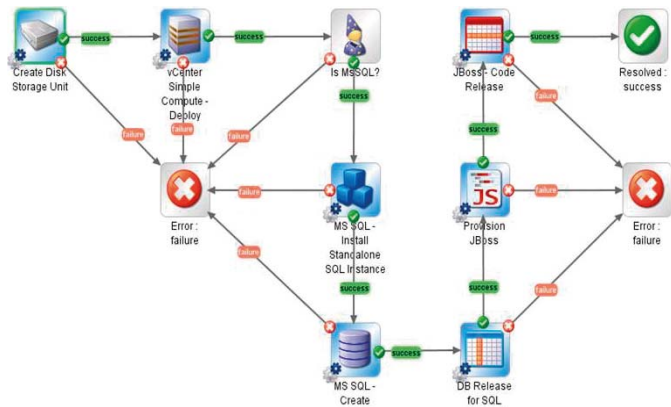 success
success
success
Create Disk
Storage Unit
vCenter
Simple
Compute -
Deploy
Is MsSQL?
JBoss - Code
Release
Resolved :
success
failure
failure
failure
success
success
failure
failure
failure
Error :
failure
MS SQL -
Install
Standalone
SQL Instance
JS
Provision
JBoss
Error :
failure
failure
success
success
failure
success
MS SQL -
Create
DB Release
for SQL